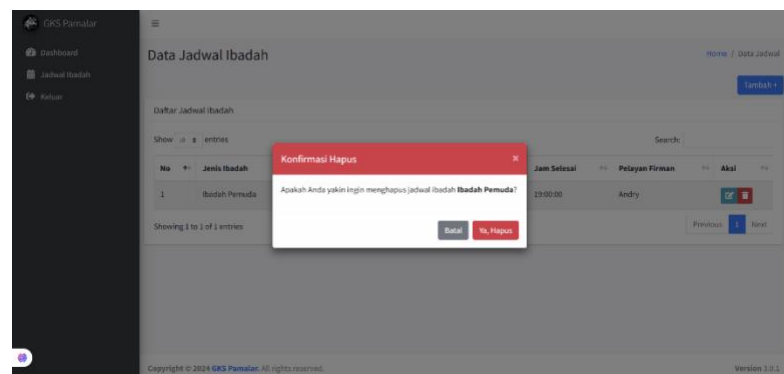 GKS Pamalar
Dashboard
Jadwal Ibadah
Keluar
Data Jadwal Ibadah
Home / Data Jadwal
Tambah +
Daftar Jadwal Ibadah
Show entries
Search:
No Jenis Ibadah Jam Selesai Pelayan Firman Aksi
1 Ibadah Pemuda 19:00:00 Andry
Showing 1 to 1 of 1 entries
Previous 1 Next
Konfirmasi Hapus ×
Apakah Anda yakin ingin menghapus jadwal ibadah Ibadah Pemuda?
Batal Ya, Hapus
Copyright © 2024 GKS Pamalar. All rights reserved.
Version 1.0.1